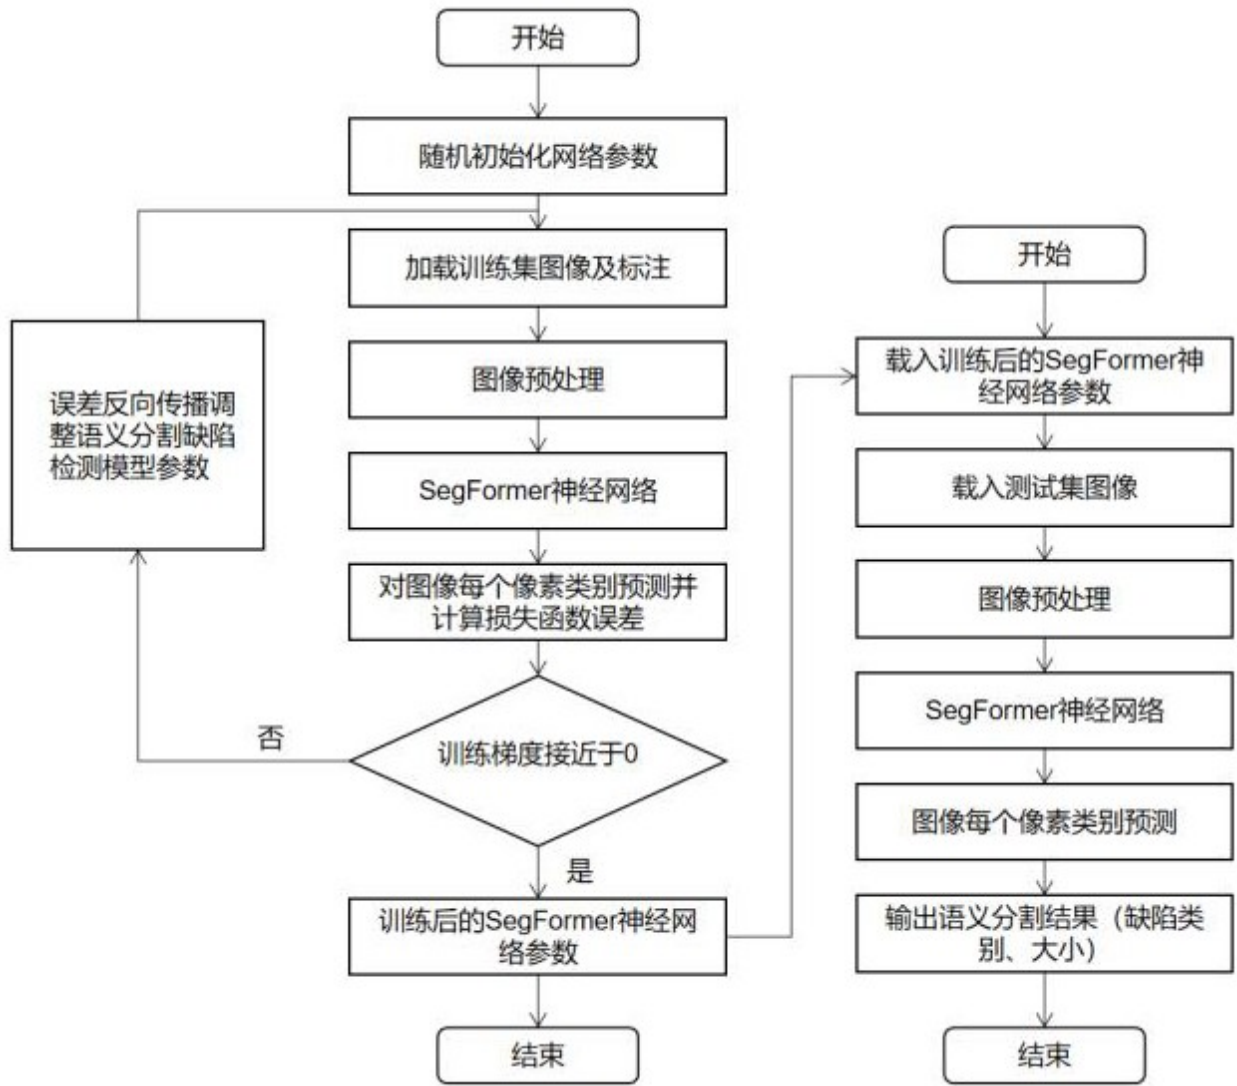 开始
随机初始化网络参数
加载训练集图像及标注
图像预处理
SegFormer神经网络
对图像每个像素类别预测并
计算损失函数误差
训练梯度接近于0
否
误差反向传播调
整语义分割缺陷
检测模型参数
是
训练后的SegFormer神经网
络参数
结束
开始
载入训练后的SegFormer神
经网络参数
载入测试集图像
图像预处理
SegFormer神经网络
图像每个像素类别预测
输出语义分割结果（缺陷类
别、大小）
结束